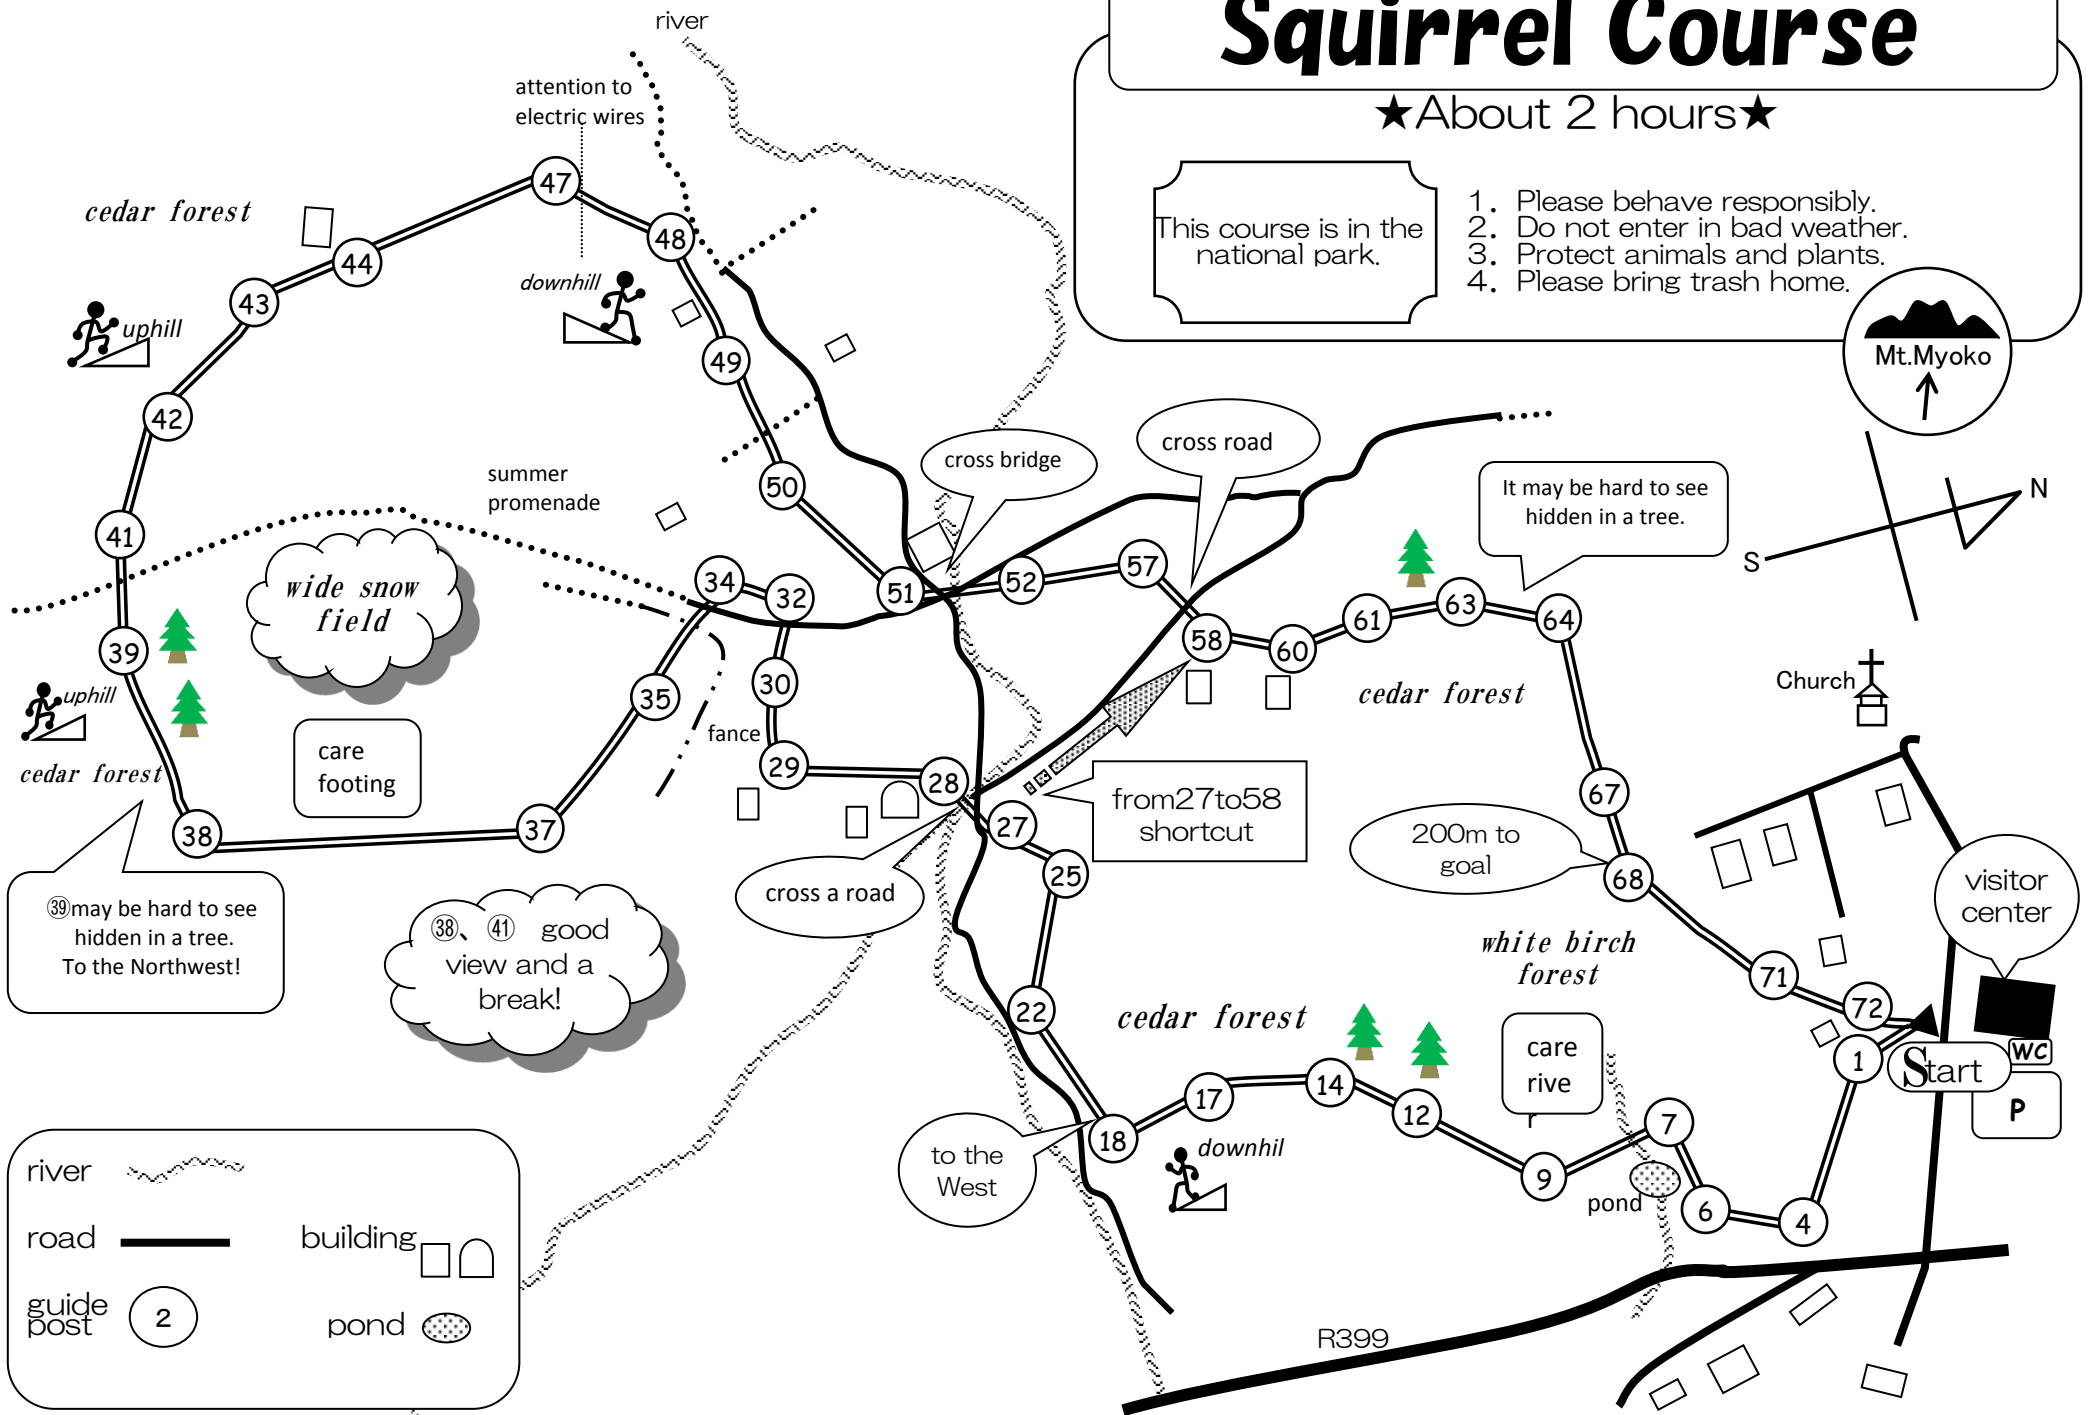 Squirrel Course
★About 2 hours★
This course is in the
national park.
1. Please behave responsibly.
2. Do not enter in bad weather.
3. Protect animals and plants.
4. Please bring trash home.
Mt.Myoko
N
S
river
attention to
electric wires
cedar forest
47
48
44
43
downhill
uphill
49
42
50
summer
promenade
cross bridge
cross road
It may be hard to see
hidden in a tree.
41
wide snow
field
34
32
51
52
57
58
60
61
63
64
39
uphill
cedar forest
care
footing
35
30
fance
29
28
27
25
from27to58
shortcut
cedar forest
Church
67
200m to
goal
68
38
37
㊴may be hard to see
hidden in a tree.
To the Northwest!
㊳、㊶ good
view and a
break!
cross a road
visitor
center
white birch
forest
71
72
22
cedar forest
care
rive
r
1
Start
WC
P
18
17
14
12
9
7
6
4
to the
West
downhil
pond
river
road
building
guide
post
2
pond
R399